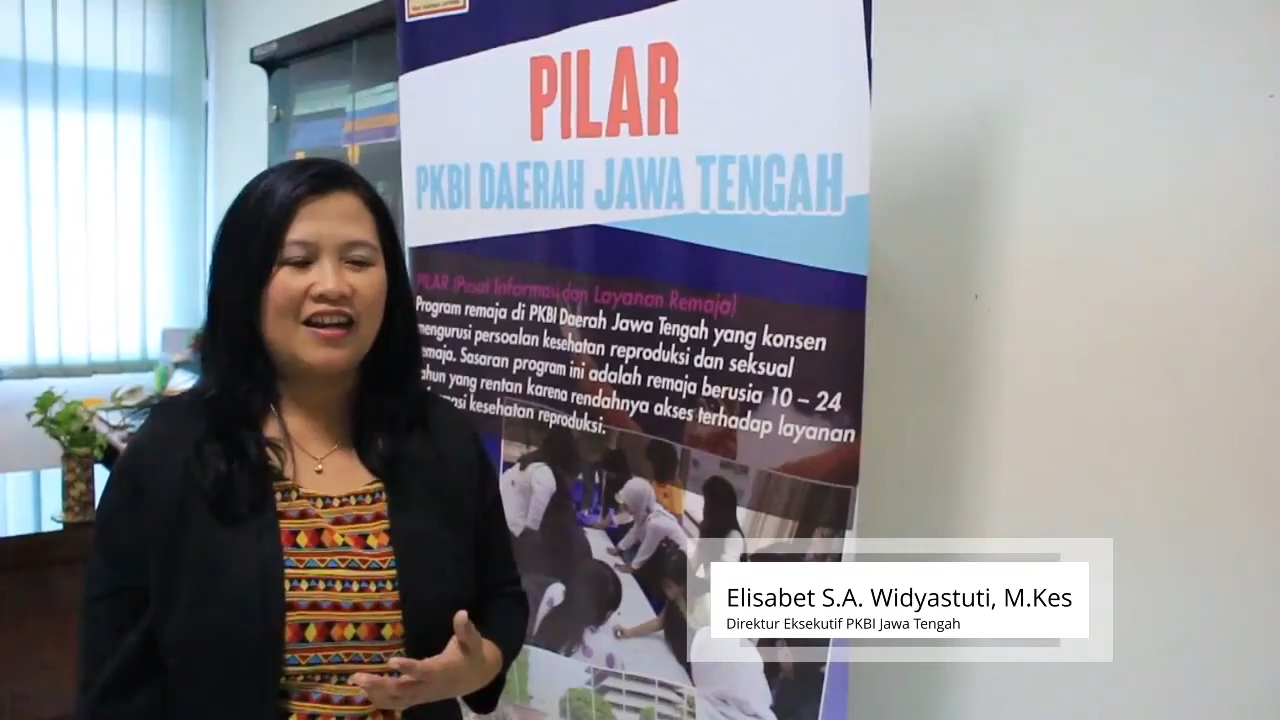 PILAR
PKBI DAERAH JAWA TENGAH
PILAR (Pusat Informasi dan Layanan Remaja)
Program remaja di PKBI Daerah Jawa Tengah yang konsen
mengurusi persoalan kesehatan reproduksi dan seksual
remaja. Sasaran program ini adalah remaja berusia 10 – 24
tahun yang rentan karena rendahnya akses terhadap layanan
kesehatan reproduksi.
Elisabet S.A. Widyastuti, M.Kes
Direktur Eksekutif PKBI Jawa Tengah